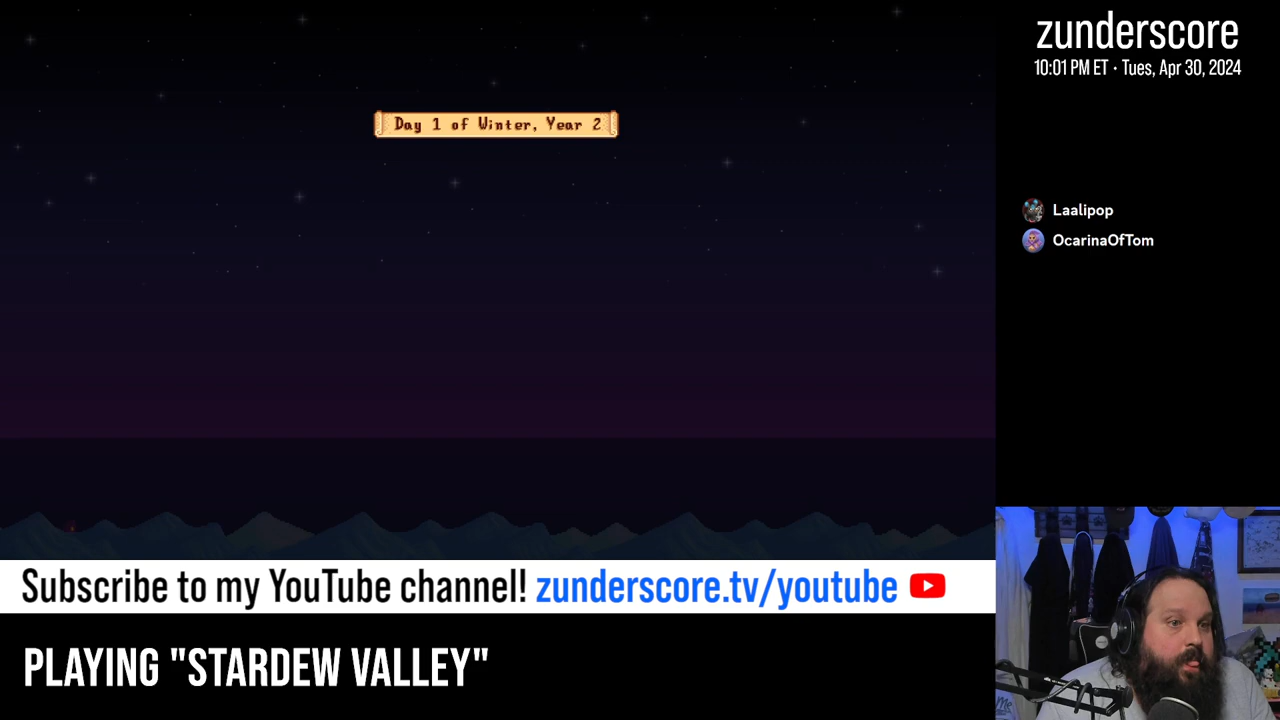 zunderscore
10:01 PM ET · Tues, Apr 30, 2024
Day 1 of Winter, Year 2
Laalipop
OcarinaOfTom
Subscribe to my YouTube channel! zunderscore.tv/youtube
PLAYING "STARDEW VALLEY"